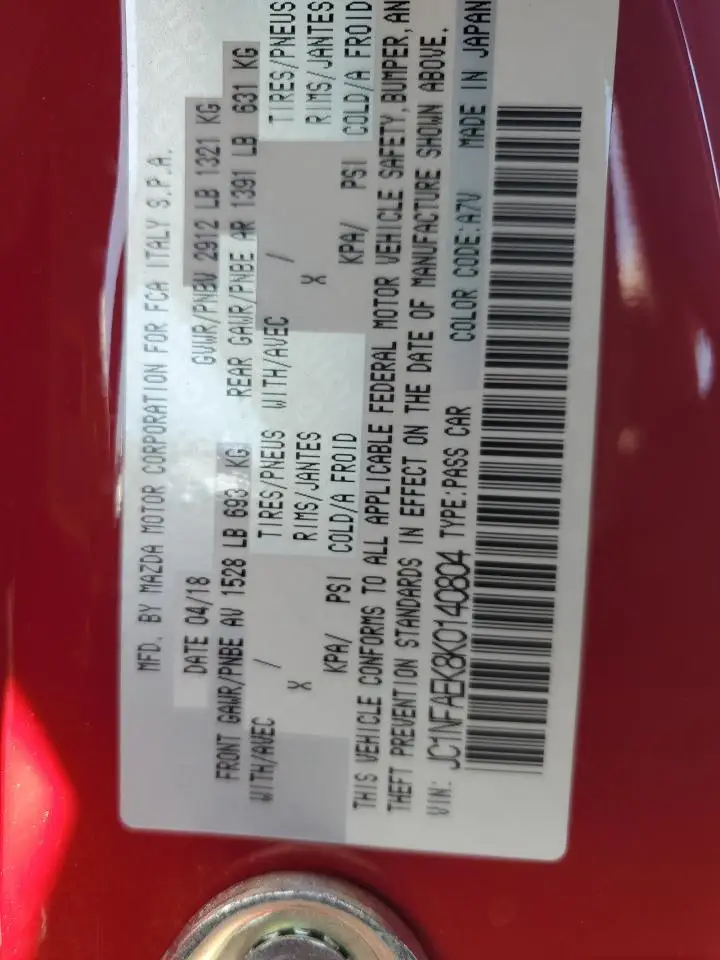 MFD. BY MAZDA MOTOR CORPORATION FOR FCA ITALY S.P.A.
DATE 04/18 GVWR/PNBV 2912 LB 1321 KG
FRONT GAWR/PNBE AV 1528 LB 693 KG REAR GAWR/PNBE AR 1391 LB 631 KG
WITH/AVEC / TIRES/PNEUS WITH/AVEC / TIRES/PNEUS
X RIMS/JANTES X RIMS/JANTES
KPA/ PSI COLD/A FROID KPA/ PSI COLD/A FROID
THIS VEHICLE CONFORMS TO ALL APPLICABLE FEDERAL MOTOR VEHICLE SAFETY,BUMPER,AN
THEFT PREVENTION STANDARDS IN EFFECT ON THE DATE OF MANUFACTURE SHOWN ABOVE.
VIN: JC1NFAEK8K0140804 TYPE:PASS CAR COLOR CODE:A7V MADE IN JAPAN